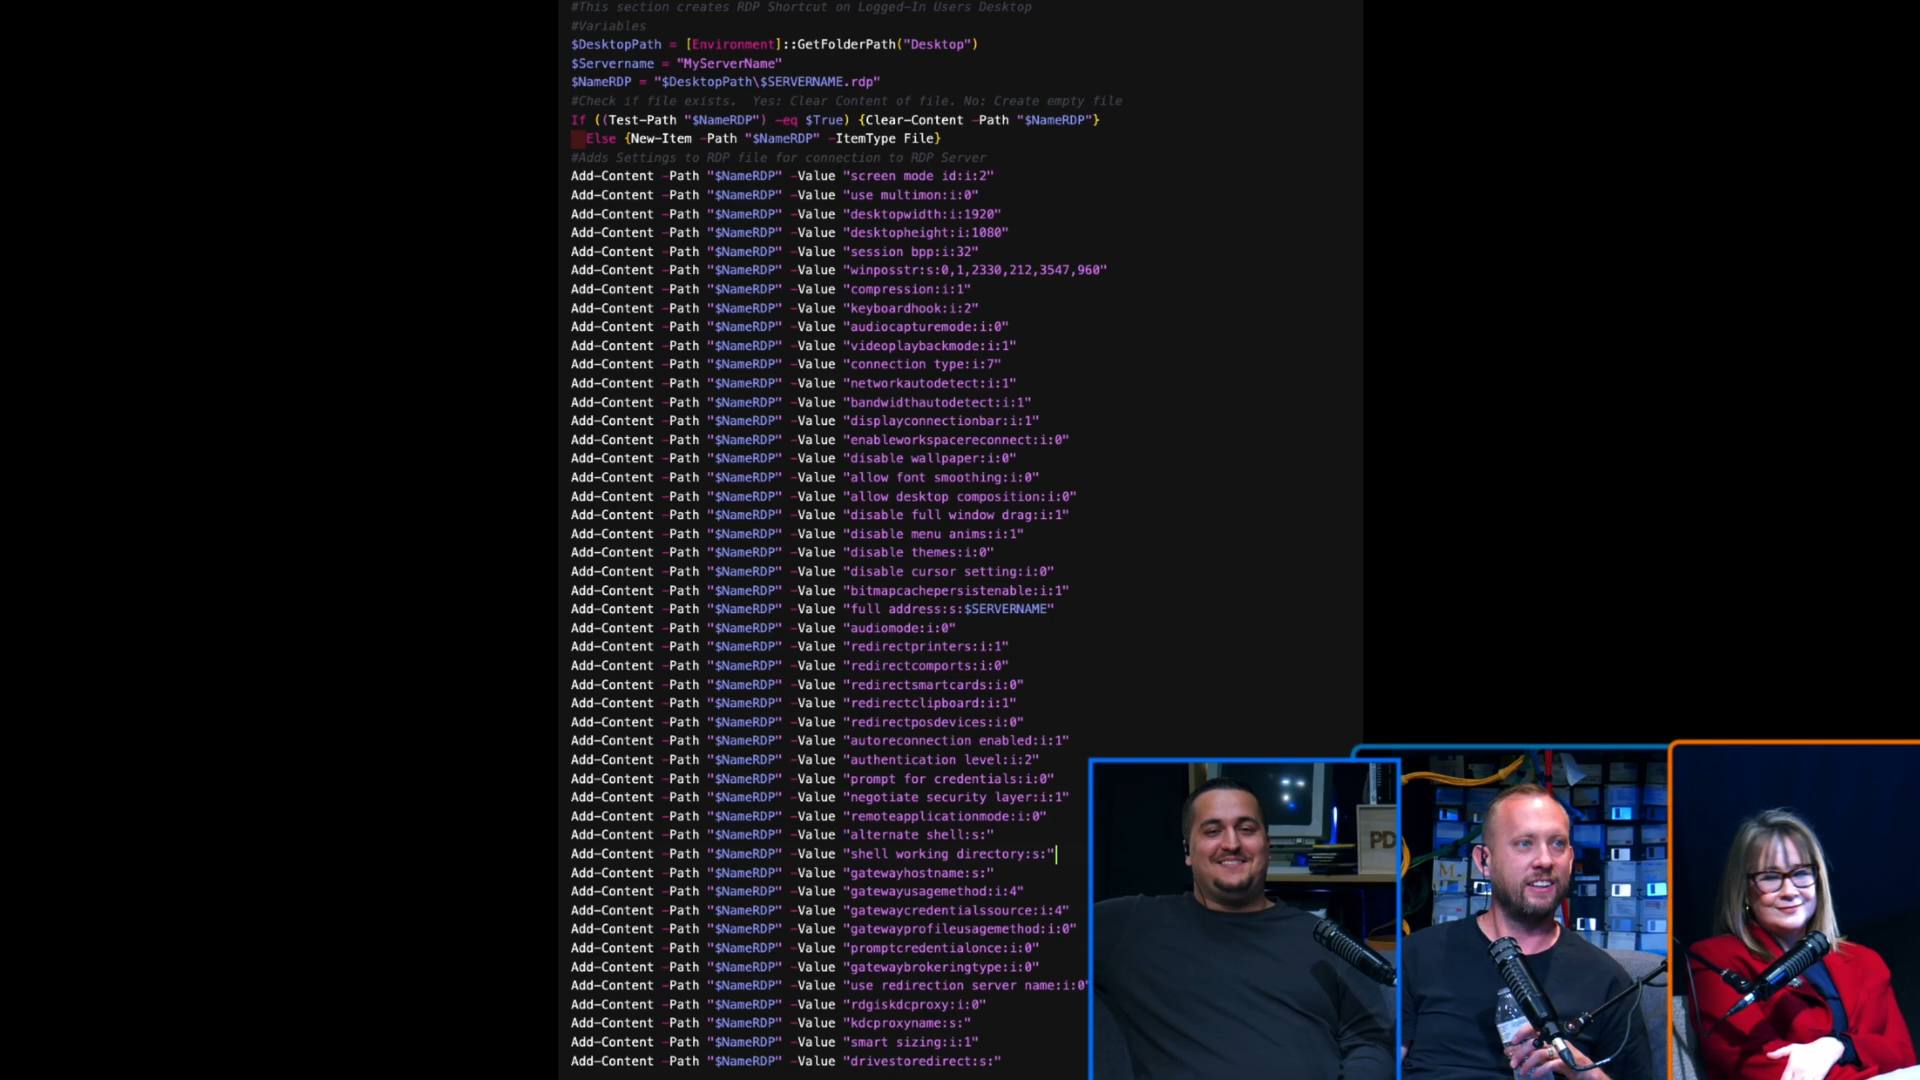 #This section creates RDP Shortcut on Logged-In Users Desktop
#Variables
$DesktopPath = [Environment]::GetFolderPath("Desktop")
$Servername = "MyServerName"
$NameRDP = "$DesktopPath\$SERVERNAME.rdp"
#Check if file exists.  Yes: Clear Content of file. No: Create empty file
If ((Test-Path "$NameRDP") -eq $True) {Clear-Content -Path "$NameRDP"}
Else {New-Item -Path "$NameRDP" -ItemType File}
#Adds Settings to RDP file for connection to RDP Server
Add-Content -Path "$NameRDP" -Value "screen mode id:i:2"
Add-Content -Path "$NameRDP" -Value "use multimon:i:0"
Add-Content -Path "$NameRDP" -Value "desktopwidth:i:1920"
Add-Content -Path "$NameRDP" -Value "desktopheight:i:1080"
Add-Content -Path "$NameRDP" -Value "session bpp:i:32"
Add-Content -Path "$NameRDP" -Value "winposstr:s:0,1,2330,212,3547,960"
Add-Content -Path "$NameRDP" -Value "compression:i:1"
Add-Content -Path "$NameRDP" -Value "keyboardhook:i:2"
Add-Content -Path "$NameRDP" -Value "audiocapturemode:i:0"
Add-Content -Path "$NameRDP" -Value "videoplaybackmode:i:1"
Add-Content -Path "$NameRDP" -Value "connection type:i:7"
Add-Content -Path "$NameRDP" -Value "networkautodetect:i:1"
Add-Content -Path "$NameRDP" -Value "bandwidthautodetect:i:1"
Add-Content -Path "$NameRDP" -Value "displayconnectionbar:i:1"
Add-Content -Path "$NameRDP" -Value "enableworkspacereconnect:i:0"
Add-Content -Path "$NameRDP" -Value "disable wallpaper:i:0"
Add-Content -Path "$NameRDP" -Value "allow font smoothing:i:0"
Add-Content -Path "$NameRDP" -Value "allow desktop composition:i:0"
Add-Content -Path "$NameRDP" -Value "disable full window drag:i:1"
Add-Content -Path "$NameRDP" -Value "disable menu anims:i:1"
Add-Content -Path "$NameRDP" -Value "disable themes:i:0"
Add-Content -Path "$NameRDP" -Value "disable cursor setting:i:0"
Add-Content -Path "$NameRDP" -Value "bitmapcachepersistenable:i:1"
Add-Content -Path "$NameRDP" -Value "full address:s:$SERVERNAME"
Add-Content -Path "$NameRDP" -Value "audiomode:i:0"
Add-Content -Path "$NameRDP" -Value "redirectprinters:i:1"
Add-Content -Path "$NameRDP" -Value "redirectcomports:i:0"
Add-Content -Path "$NameRDP" -Value "redirectsmartcards:i:0"
Add-Content -Path "$NameRDP" -Value "redirectclipboard:i:1"
Add-Content -Path "$NameRDP" -Value "redirectposdevices:i:0"
Add-Content -Path "$NameRDP" -Value "autoreconnection enabled:i:1"
Add-Content -Path "$NameRDP" -Value "authentication level:i:2"
Add-Content -Path "$NameRDP" -Value "prompt for credentials:i:0"
Add-Content -Path "$NameRDP" -Value "negotiate security layer:i:1"
Add-Content -Path "$NameRDP" -Value "remoteapplicationmode:i:0"
Add-Content -Path "$NameRDP" -Value "alternate shell:s:"
Add-Content -Path "$NameRDP" -Value "shell working directory:s:"
Add-Content -Path "$NameRDP" -Value "gatewayhostname:s:"
Add-Content -Path "$NameRDP" -Value "gatewayusagemethod:i:4"
Add-Content -Path "$NameRDP" -Value "gatewaycredentialssource:i:4"
Add-Content -Path "$NameRDP" -Value "gatewayprofileusagemethod:i:0"
Add-Content -Path "$NameRDP" -Value "promptcredentialonce:i:0"
Add-Content -Path "$NameRDP" -Value "gatewaybrokeringtype:i:0"
Add-Content -Path "$NameRDP" -Value "use redirection server name:i:0"
Add-Content -Path "$NameRDP" -Value "rdgiskdcproxy:i:0"
Add-Content -Path "$NameRDP" -Value "kdcproxyname:s:"
Add-Content -Path "$NameRDP" -Value "smart sizing:i:1"
Add-Content -Path "$NameRDP" -Value "drivestoredirect:s:"
PD